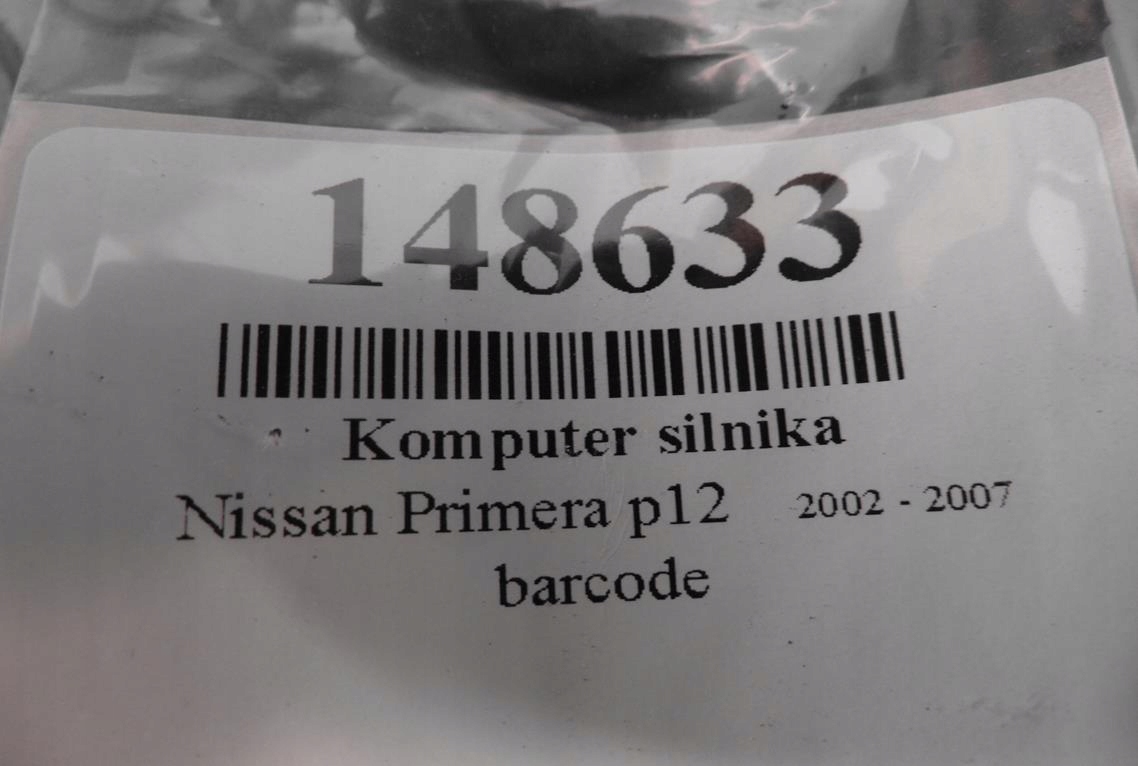 148633
Komputer silnika
Nissan Primera p12 2002 - 2007
barcode